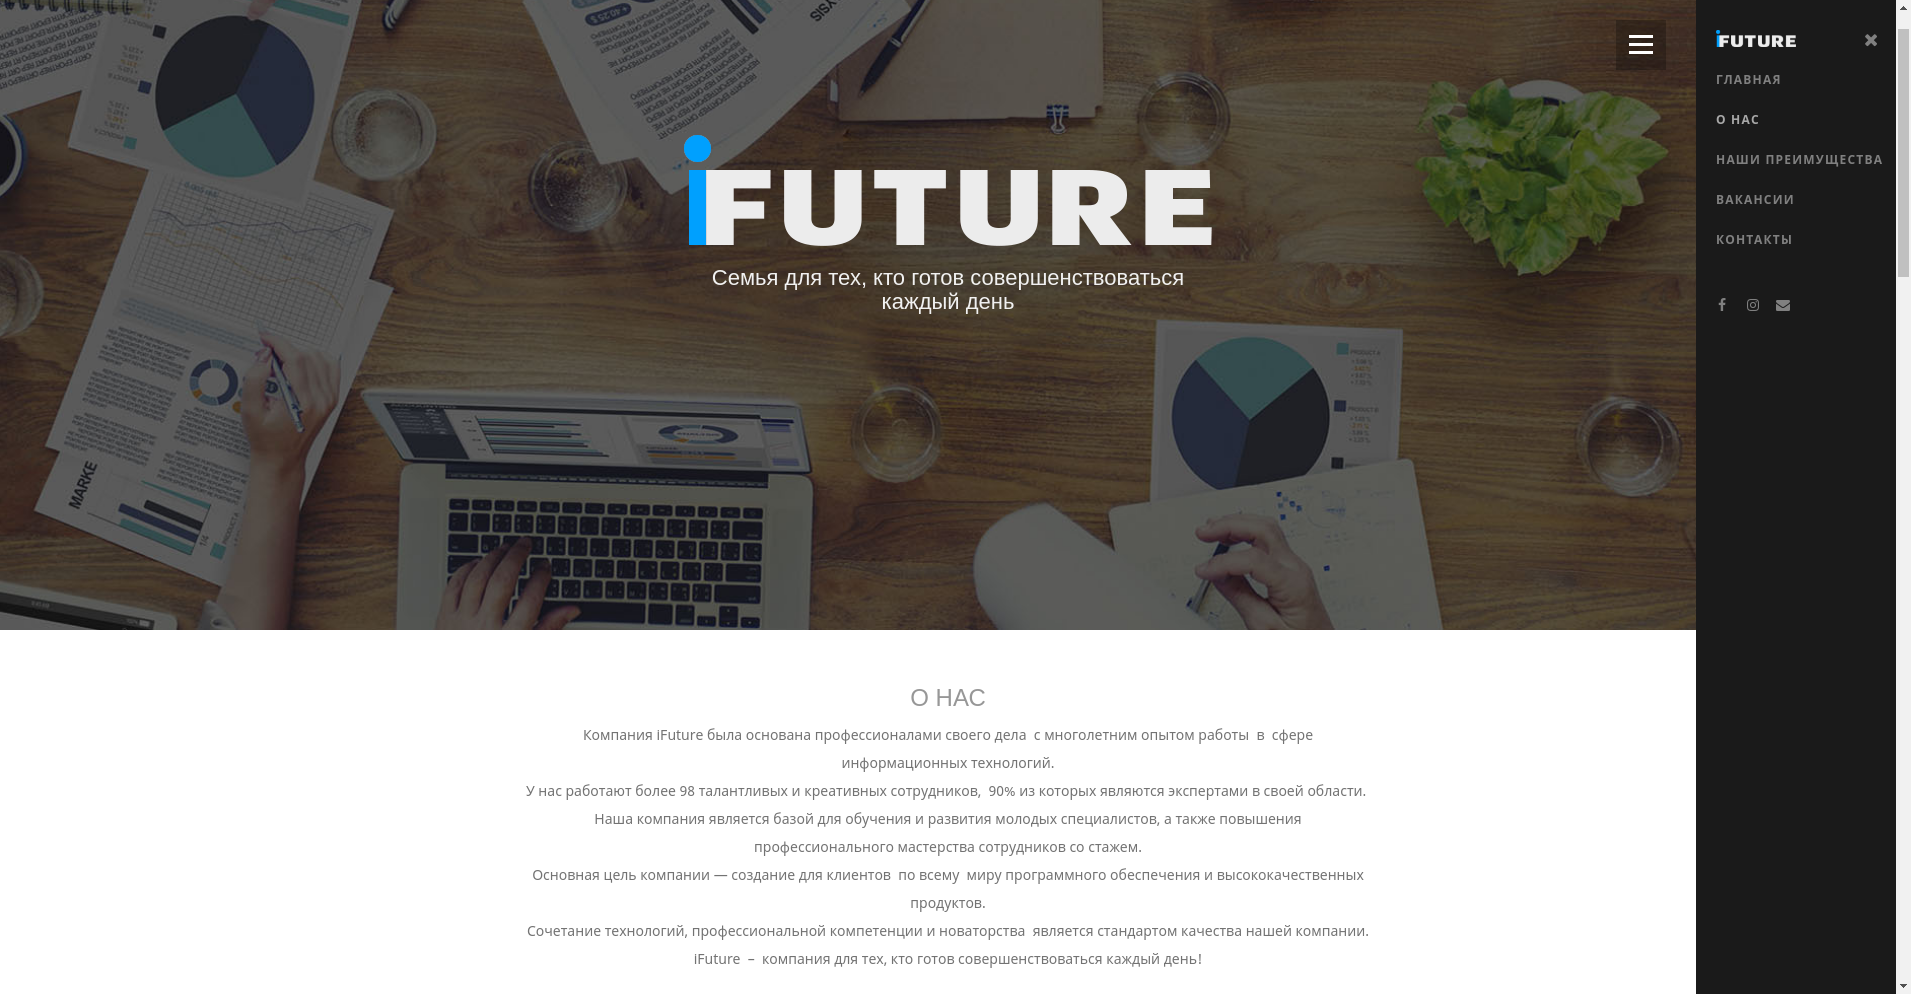 iFUTURE
Семья для тех, кто готов совершенствоваться
каждый день
iFUTURE
ГЛАВНАЯ
О НАС
НАШИ ПРЕИМУЩЕСТВА
ВАКАНСИИ
КОНТАКТЫ
MARKE
ANALYSIS
PRODUCT A
PRODUCT B
О НАС
Компания iFuture была основана профессионалами своего дела с многолетним опытом работы в сфере
информационных технологий.
У нас работают более 98 талантливых и креативных сотрудников, 90% из которых являются экспертами в своей области.
Наша компания является базой для обучения и развития молодых специалистов, а также повышения
профессионального мастерства сотрудников со стажем.
Основная цель компании — создание для клиентов по всему миру программного обеспечения и высококачественных
продуктов.
Сочетание технологий, профессиональной компетенции и новаторства является стандартом качества нашей компании.
iFuture – компания для тех, кто готов совершенствоваться каждый день!